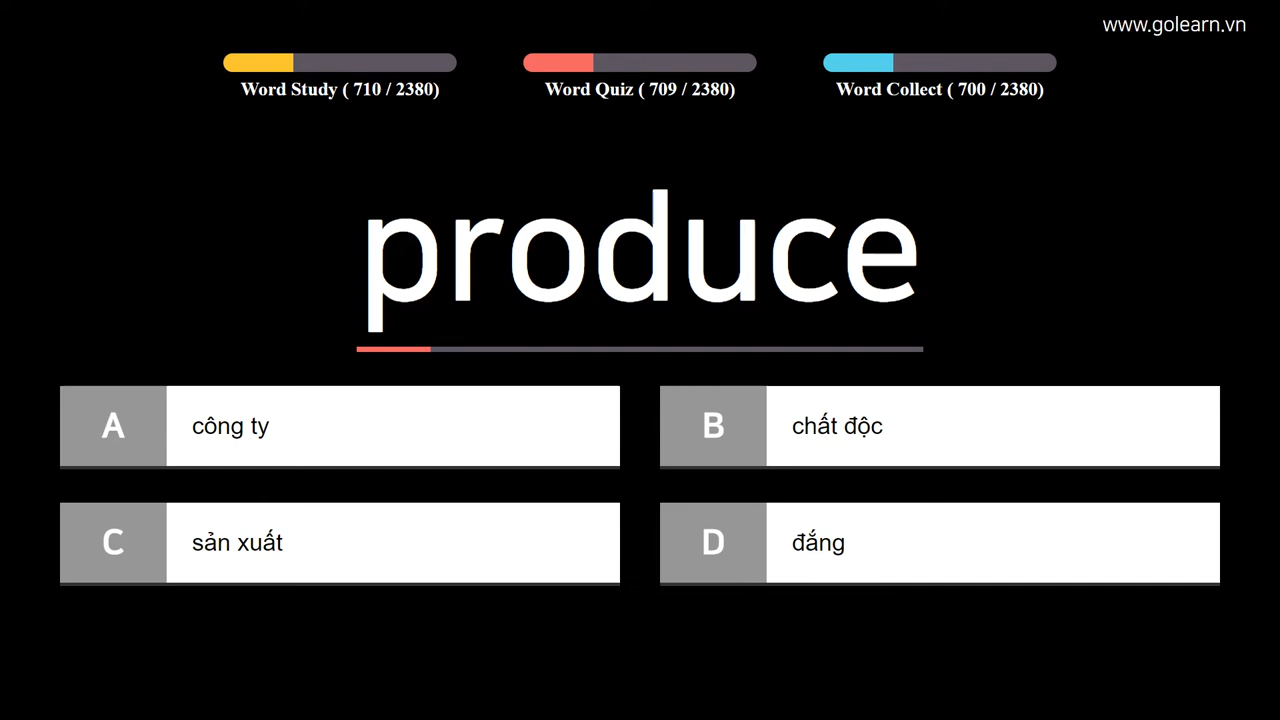 www.golearn.vn
Word Study ( 710 / 2380)
Word Quiz ( 709 / 2380)
Word Collect ( 700 / 2380)
produce
A công ty
B chất độc
C sản xuất
D đắng